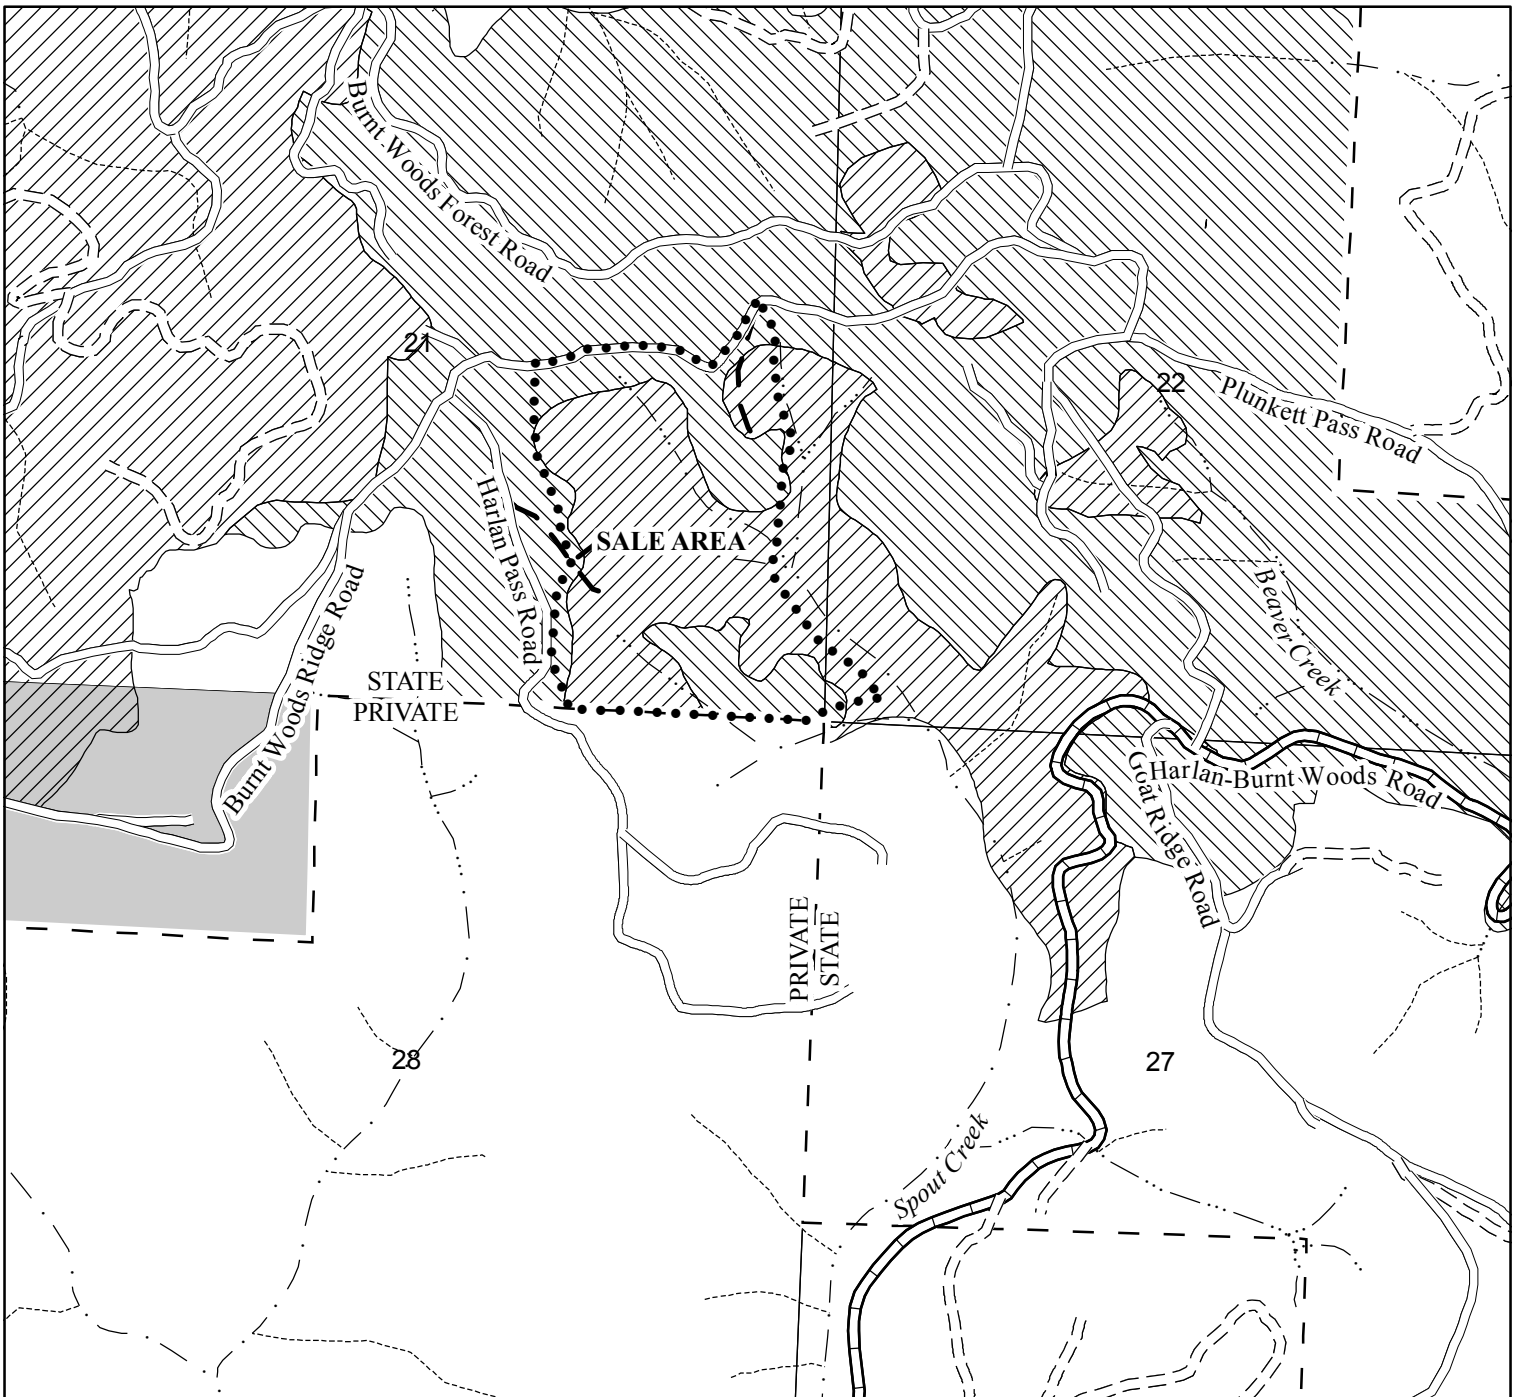 Burnt Woods Forest Road
21
22
Plunkett Pass Road
Harlan Pass Road
SALE AREA
Beaver Creek
Burnt Woods Ridge Road
STATE
PRIVATE
Goat Ridge Road
Harlan-Burnt Woods Road
PRIVATE
STATE
28
27
Spout Creek